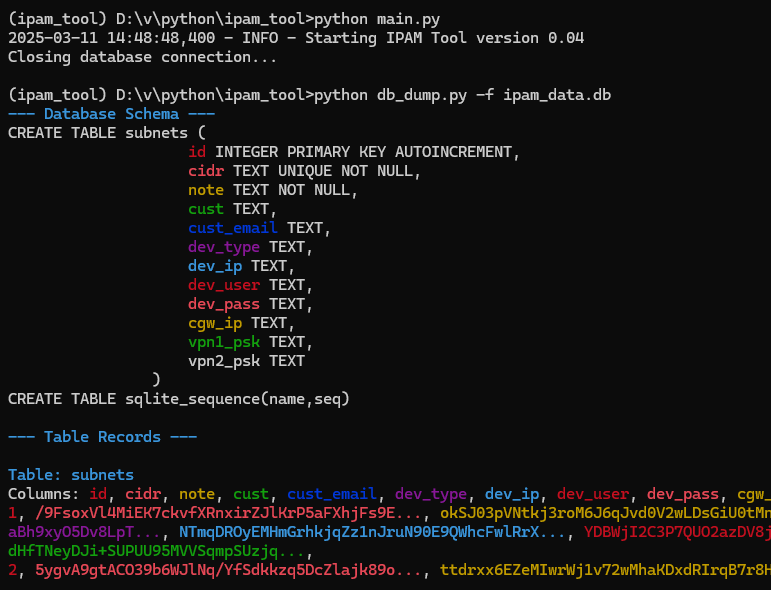 (ipam_tool) D:\v\python\ipam_tool>python main.py
2025-03-11 14:48:48,400 - INFO - Starting IPAM Tool version 0.04
Closing database connection...
(ipam_tool) D:\v\python\ipam_tool>python db_dump.py -f ipam_data.db
--- Database Schema ---
CREATE TABLE subnets (
id INTEGER PRIMARY KEY AUTOINCREMENT,
cidr TEXT UNIQUE NOT NULL,
note TEXT NOT NULL,
cust TEXT,
cust_email TEXT,
dev_type TEXT,
dev_ip TEXT,
dev_user TEXT,
dev_pass TEXT,
cgw_ip TEXT,
vpn1_psk TEXT,
vpn2_psk TEXT
)
CREATE TABLE sqlite_sequence(name,seq)
--- Table Records ---
Table: subnets
Columns: id, cidr, note, cust, cust_email, dev_type, dev_ip, dev_user, dev_pass, cgw_
1, /9FsoxVl4MiEK7ckvfXRnxirZJlKrP5aFXhjFs9E..., okSJ03pVNtkj3roM6J6qJvd0V2wLDsGiU0tMn
aBh9xyO5Dv8LpT..., NTmqDROyEMHmGrhkjqZz1nJruN90E9QWhcFwlRrX..., YDBWjI2C3P7QUO2azDV8j
dHfTNeyDJi+SUPUU95MVVSqmpSUzjq...,
2, 5ygvA9gtACO39b6WJlNq/YfSdkkzq5DcZlajk89o..., ttdrxx6EZeMIwrWj1v72wMhaKDxdRIrqB7r8H